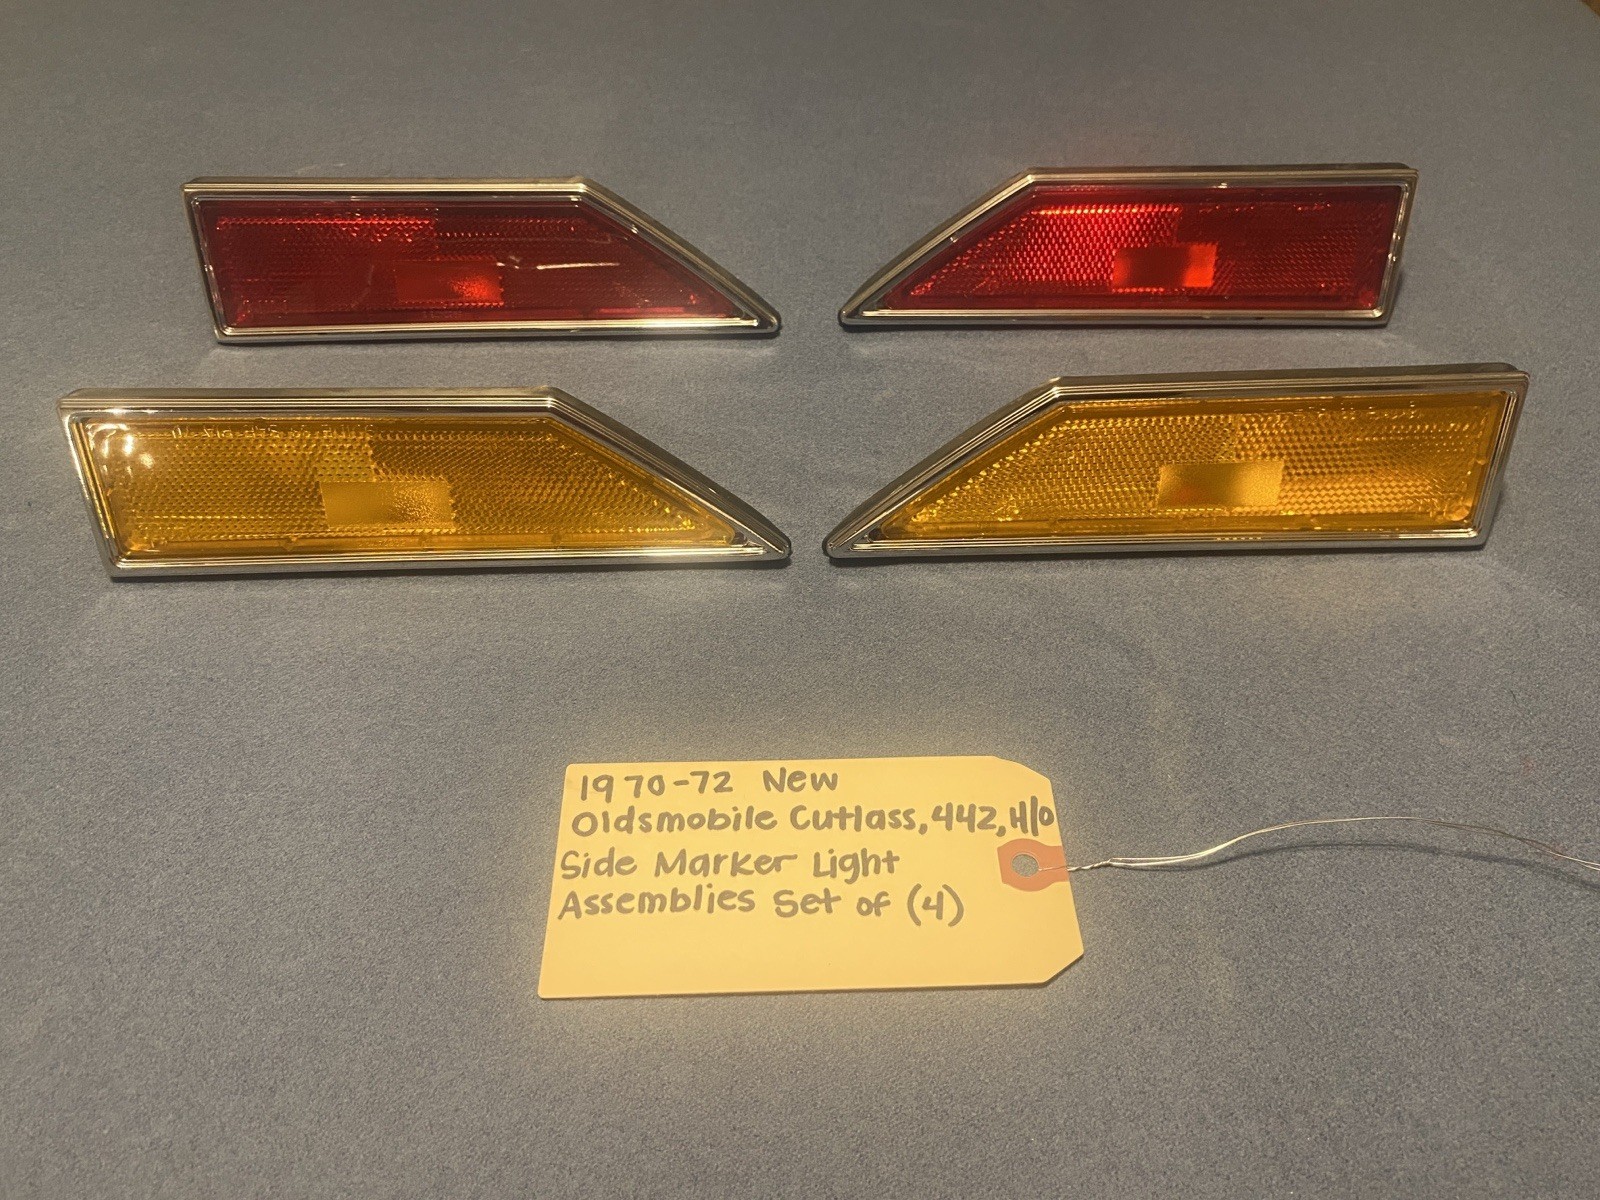 1970-72 New
Oldsmobile Cutlass, 442, H/O
Side Marker Light
Assemblies Set of (4)